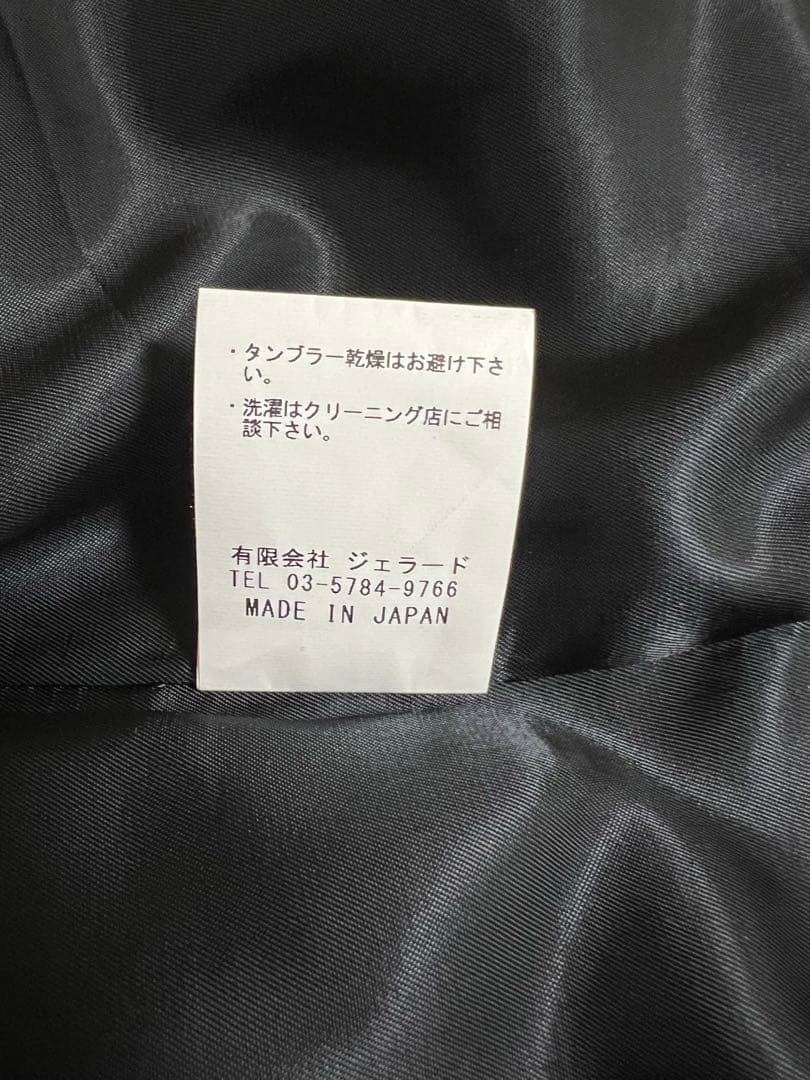 ・タンブラー乾燥はお避け下さ
い。
・洗濯はクリーニング店にご相
談下さい。
有限会社 ジェラード
TEL 03-5784-9766
MADE IN JAPAN